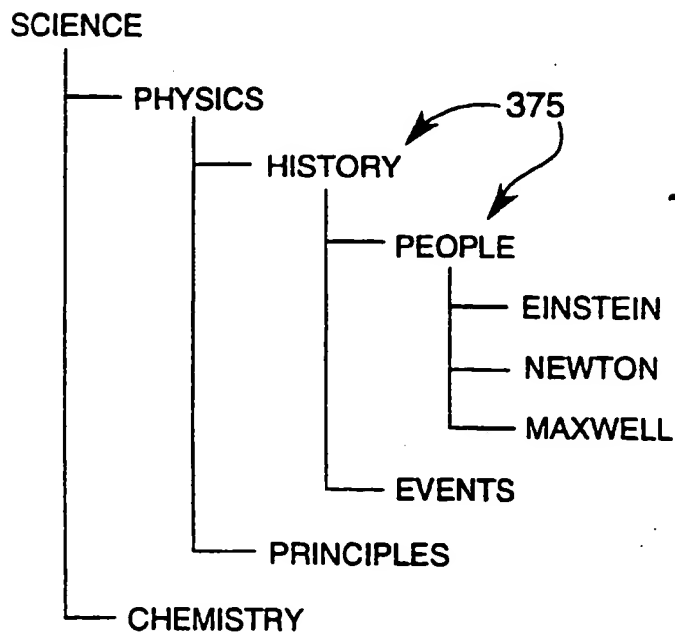 SCIENCE
PHYSICS
375
HISTORY
PEOPLE
EINSTEIN
NEWTON
MAXWELL
EVENTS
PRINCIPLES
CHEMISTRY